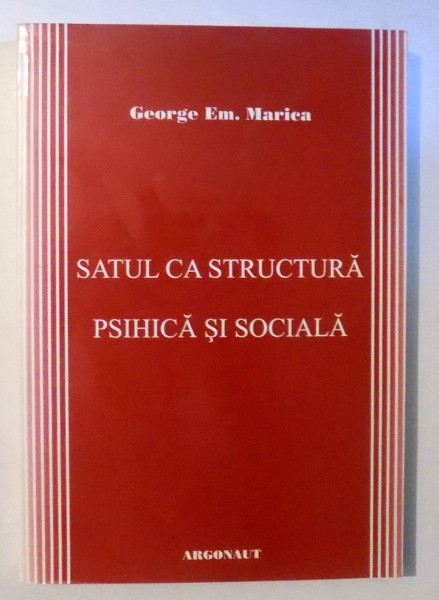 George Em. Marica
SATUL CA STRUCTURĂ
PSIHICĂ ŞI SOCIALĂ
ARGONAUT